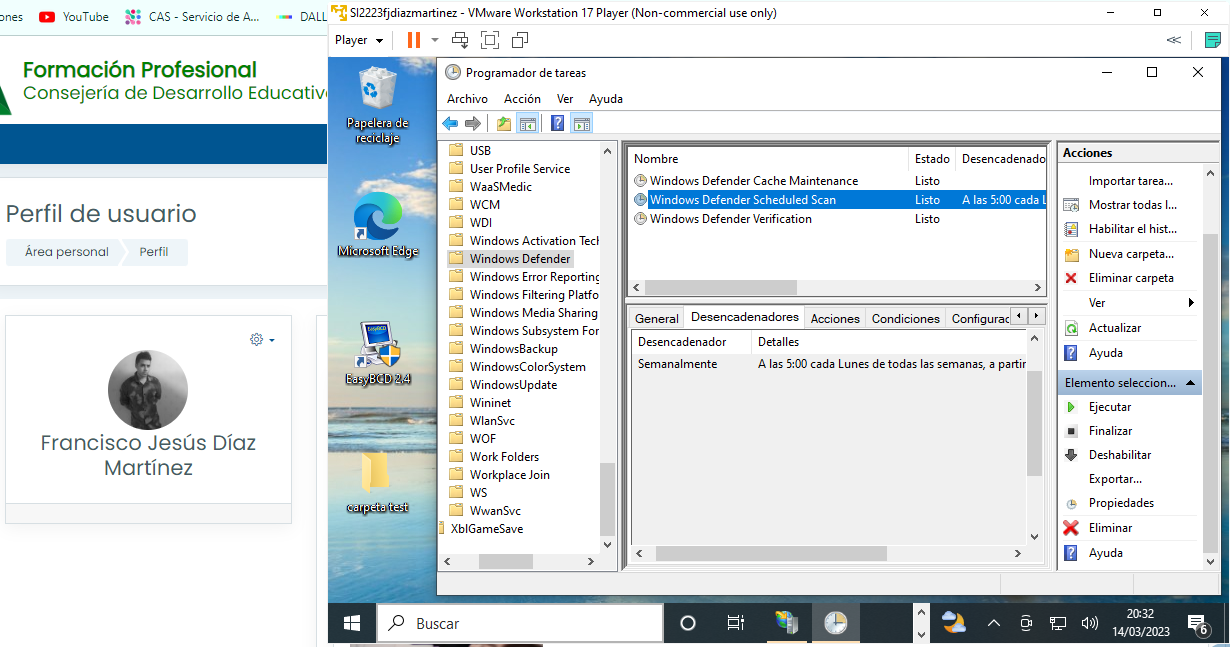 ones YouTube CAS - Servicio de A... DALL
Formación Profesional
Consejería de Desarrollo Educativ
Perfil de usuario
Área personal Perfil
Francisco Jesús Díaz
Martínez
SI2223fjdiazmartinez - VMware Workstation 17 Player (Non-commercial use only)
Player
Papelera de
reciclaje
Microsoft Edge
EasyBCD
EasyBCD 2.4
carpeta test
Programador de tareas
Archivo Acción Ver Ayuda
USB
User Profile Service
WaaSMedic
WCM
WDI
Windows Activation Tech
Windows Defender
Windows Error Reporting
Windows Filtering Platfo
Windows Media Sharing
Windows Subsystem For
WindowsBackup
WindowsColorSystem
WindowsUpdate
Wininet
WlanSvc
WOF
Work Folders
Workplace Join
WS
WwanSvc
XblGameSave
Nombre Estado Desencadenado
Windows Defender Cache Maintenance Listo
Windows Defender Scheduled Scan Listo A las 5:00 cada L
Windows Defender Verification Listo
General Desencadenadores Acciones Condiciones Configurac
Desencadenador Detalles
Semanalmente A las 5:00 cada Lunes de todas las semanas, a partir
Acciones
Importar tarea...
Mostrar todas l...
Habilitar el hist...
Nueva carpeta...
Eliminar carpeta
Ver
Actualizar
Ayuda
Elemento seleccion...
Ejecutar
Finalizar
Deshabilitar
Exportar...
Propiedades
Eliminar
Ayuda
Buscar
20:32
14/03/2023
6